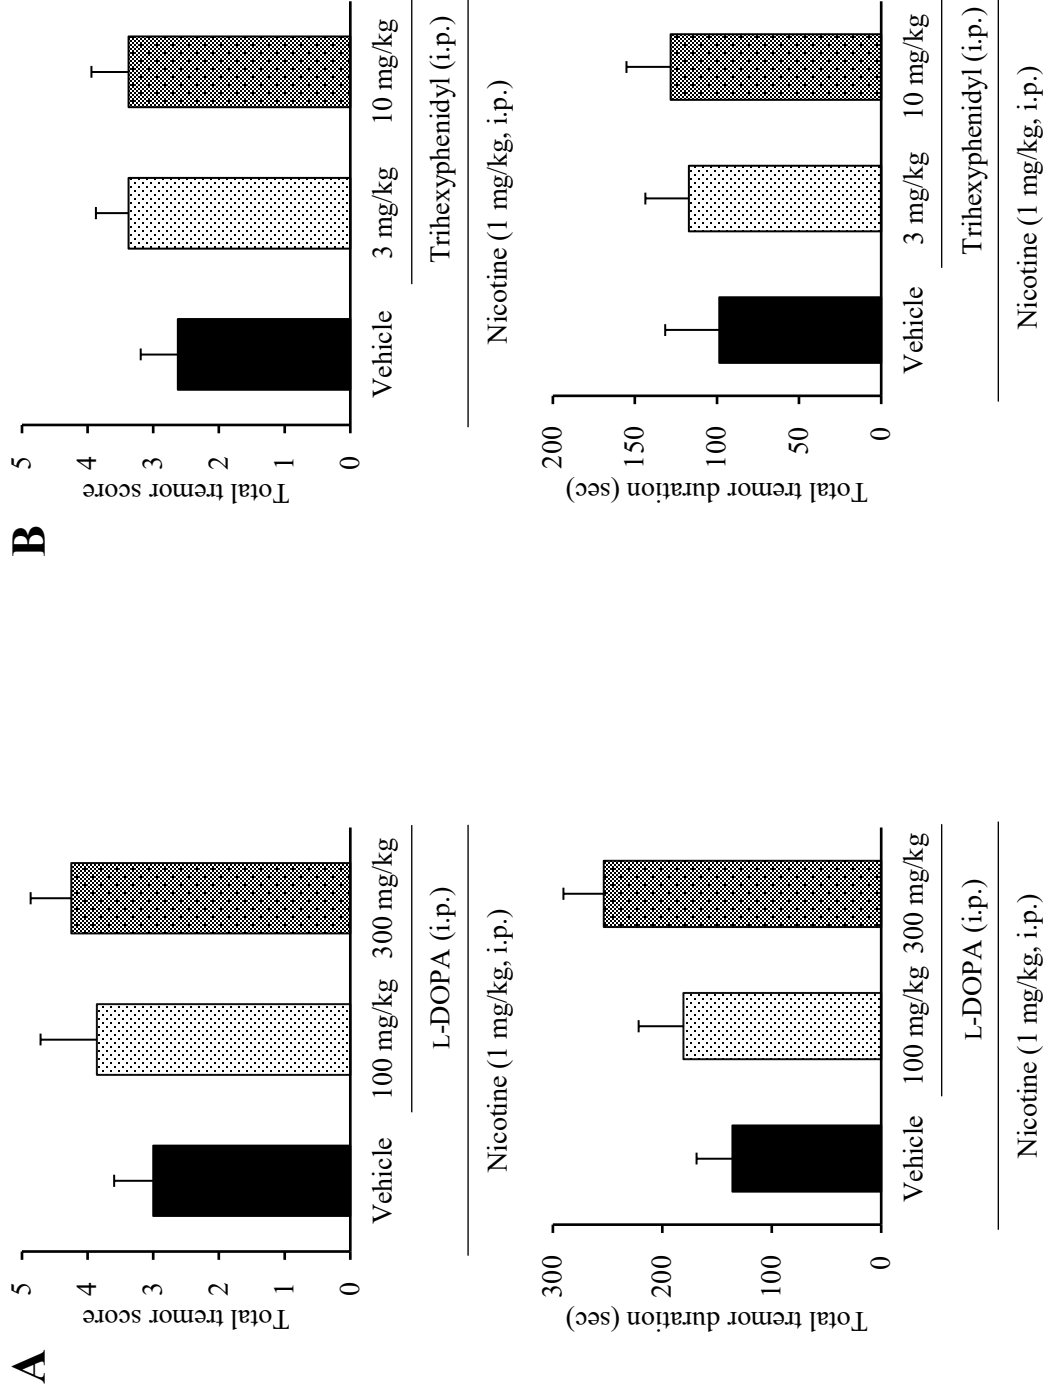 A
Total tremor score
5
4
3
2
1
0
Vehicle 100 mg/kg 300 mg/kg
L-DOPA (i.p.)
Nicotine (1 mg/kg, i.p.)
Total tremor duration (sec)
300
200
100
0
Vehicle 100 mg/kg 300 mg/kg
L-DOPA (i.p.)
Nicotine (1 mg/kg, i.p.)
B
Total tremor score
5
4
3
2
1
0
Vehicle 3 mg/kg 10 mg/kg
Trihexyphenidyl (i.p.)
Nicotine (1 mg/kg, i.p.)
Total tremor duration (sec)
200
150
100
50
0
Vehicle 3 mg/kg 10 mg/kg
Trihexyphenidyl (i.p.)
Nicotine (1 mg/kg, i.p.)